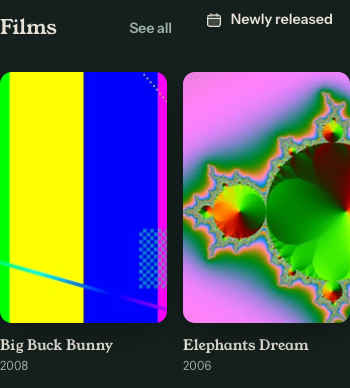 Films
See all
Newly released
Big Buck Bunny
2008
Elephants Dream
2006